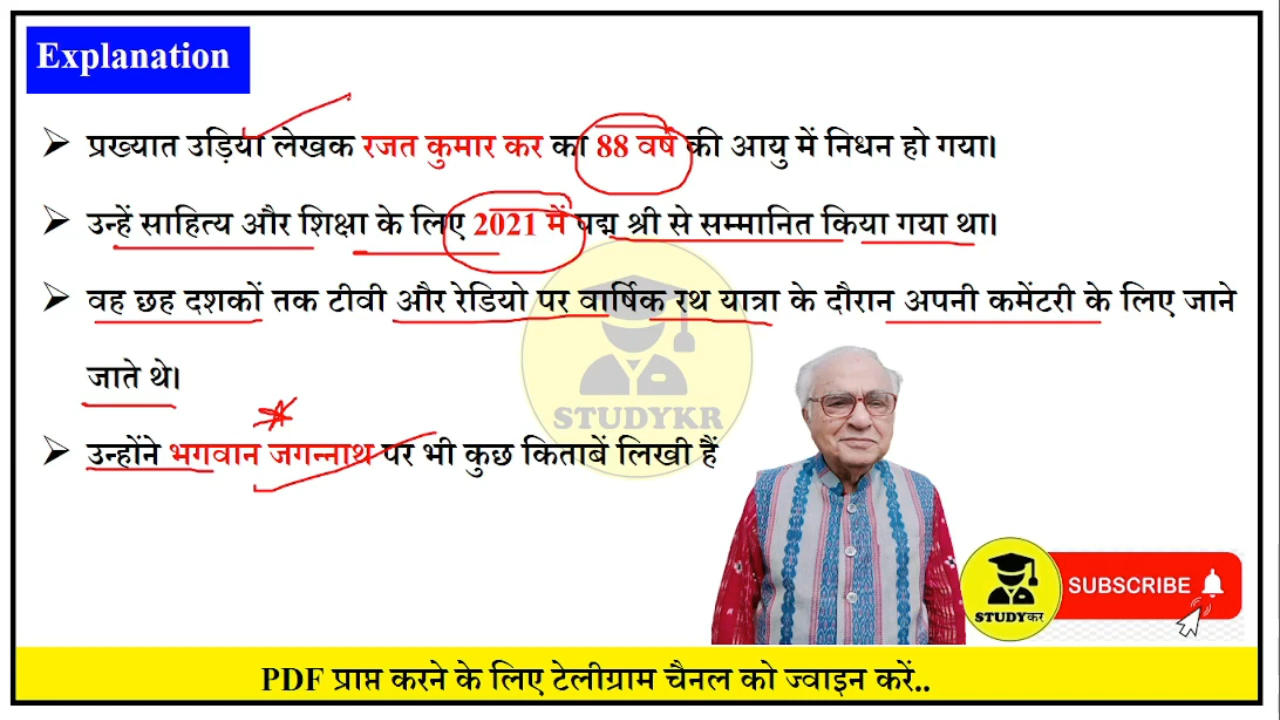 Explanation
प्रख्यात उड़िया लेखक रजत कुमार कर का 88 वर्ष की आयु में निधन हो गया।
उन्हें साहित्य और शिक्षा के लिए 2021 में पद्म श्री से सम्मानित किया गया था।
वह छह दशकों तक टीवी और रेडियो पर वार्षिक रथ यात्रा के दौरान अपनी कमेंटरी के लिए जाने
जाते थे।
STUDYKR
उन्होंने भगवान जगन्नाथ पर भी कुछ किताबें लिखी हैं
SUBSCRIBE
STUDYकर
PDF प्राप्त करने के लिए टेलीग्राम चैनल को ज्वाइन करें..